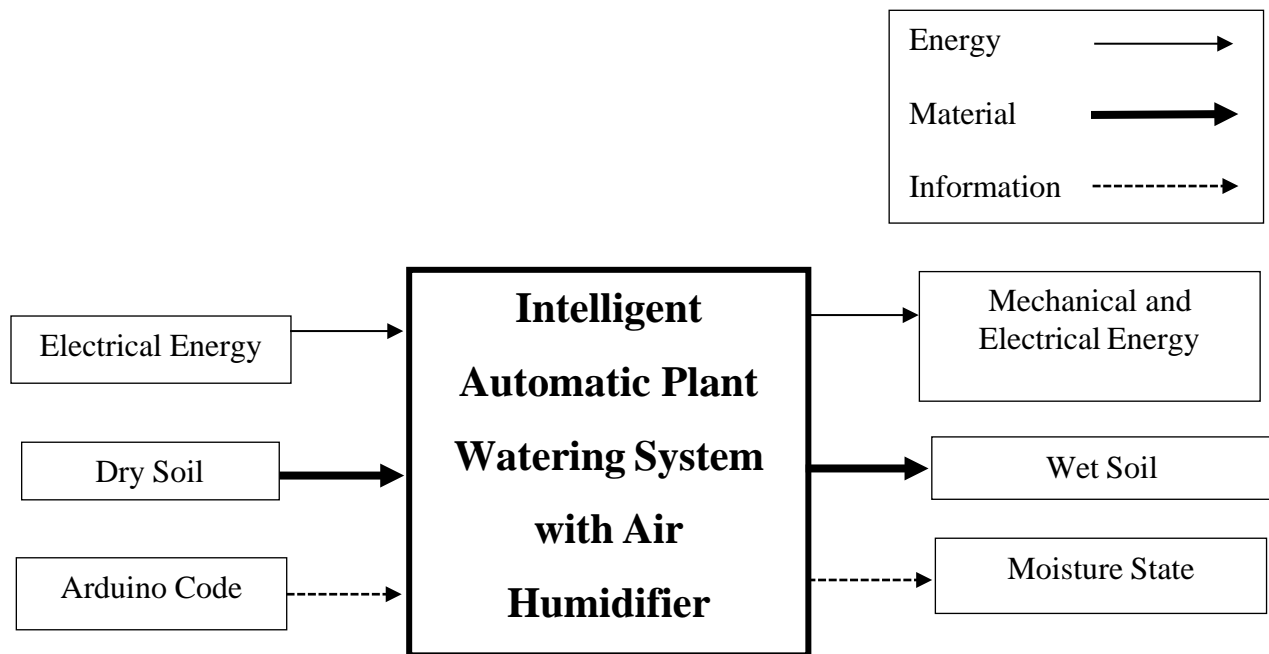 Energy
Material
Information
Electrical Energy
Dry Soil
Arduino Code
Intelligent
Automatic Plant
Watering System
with Air
Humidifier
Mechanical and
Electrical Energy
Wet Soil
Moisture State